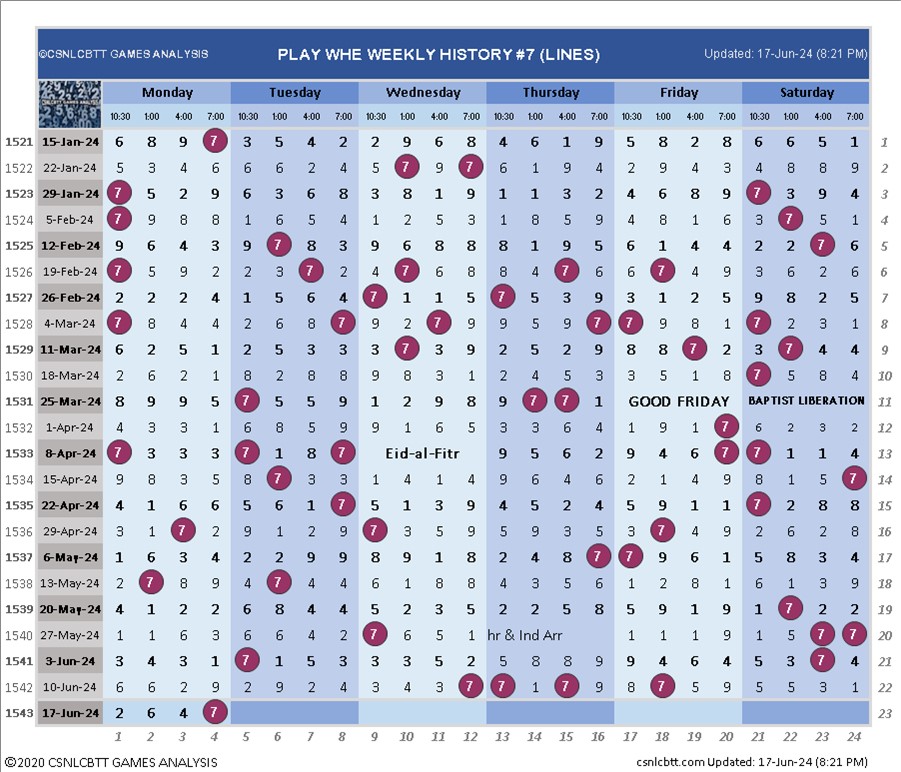 ©CSNLCBTT GAMES ANALYSIS PLAY WHE WEEKLY HISTORY #7 (LINES) Updated: 17-Jun-24 (8:21 PM)
Monday Tuesday Wednesday Thursday Friday Saturday
10:30 1:00 4:00 7:00 10:30 1:00 4:00 7:00 10:30 1:00 4:00 7:00 10:30 1:00 4:00 7:00 10:30 1:00 4:00 7:00 10:30 1:00 4:00 7:00
1521 15-Jan-24 6 8 9 7 3 5 4 2 2 9 6 8 4 6 1 9 5 8 2 8 6 6 5 1 1
1522 22-Jan-24 5 3 4 6 6 6 2 4 5 7 9 7 6 1 9 4 2 9 4 3 4 8 8 9 2
1523 29-Jan-24 7 5 2 9 6 3 6 8 3 8 1 9 1 1 3 2 4 6 8 9 7 3 9 4 3
1524 5-Feb-24 7 9 8 8 1 6 5 4 1 2 5 3 1 8 5 9 4 8 1 6 3 7 5 1 4
1525 12-Feb-24 9 6 4 3 9 7 8 3 9 6 8 8 8 1 9 5 6 1 4 4 2 2 7 6 5
1526 19-Feb-24 7 5 9 2 2 3 7 2 4 7 6 8 8 4 7 6 6 7 4 9 3 6 2 6 6
1527 26-Feb-24 2 2 2 4 1 5 6 4 7 1 1 5 7 5 3 9 3 1 2 5 9 8 2 5 7
1528 4-Mar-24 7 8 4 4 2 6 8 7 9 2 7 9 9 5 9 7 7 9 8 1 7 2 3 1 8
1529 11-Mar-24 6 2 5 1 2 5 3 3 3 7 3 9 2 5 2 9 8 8 7 2 3 7 4 4 9
1530 18-Mar-24 2 6 2 1 8 2 8 8 9 8 3 1 2 4 5 3 3 5 1 8 7 5 8 4 10
1531 25-Mar-24 8 9 9 5 7 5 5 9 1 2 9 8 9 7 7 1 GOOD FRIDAY BAPTIST LIBERATION 11
1532 1-Apr-24 4 3 3 1 6 8 5 9 9 1 6 5 3 3 2 6 1 9 1 7 6 2 3 2 12
1533 8-Apr-24 7 3 3 3 7 1 8 7 Eid-al-Fitr 9 5 6 2 9 4 6 7 7 1 1 4 13
1534 15-Apr-24 9 8 3 5 8 7 3 3 1 4 1 4 9 6 4 6 2 1 4 9 8 1 5 7 14
1535 22-Apr-24 4 1 6 6 5 6 1 7 5 1 3 9 4 5 2 4 5 9 1 1 7 2 8 8 15
1536 29-Apr-24 3 1 7 2 9 1 2 9 7 3 5 9 5 9 3 5 3 7 4 9 2 6 2 8 16
1537 6-May-24 1 6 3 4 2 2 9 9 8 9 1 8 2 4 8 7 7 9 6 1 5 8 3 4 17
1538 13-May-24 2 7 8 9 4 7 4 4 6 1 8 8 4 3 5 6 1 2 8 1 6 1 3 9 18
1539 20-May-24 4 1 2 2 6 8 4 4 5 2 3 5 2 2 5 8 5 9 1 9 1 7 2 2 19
1540 27-May-24 1 1 6 3 6 6 4 2 7 6 5 1 hr & Ind Arr 1 1 1 9 1 5 7 7 20
1541 3-Jun-24 3 4 3 1 7 1 5 3 3 3 5 2 5 8 8 9 9 4 6 4 5 3 7 4 21
1542 10-Jun-24 6 6 2 9 2 9 2 4 3 4 3 7 7 1 7 9 8 7 5 9 5 5 3 1 22
1543 17-Jun-24 2 6 4 7 23
1 2 3 4 5 6 7 8 9 10 11 12 13 14 15 16 17 18 19 20 21 22 23 24
©2020 CSNLCBTT GAMES ANALYSIS csnlcbtt.com Updated: 17-Jun-24 (8:21 PM)